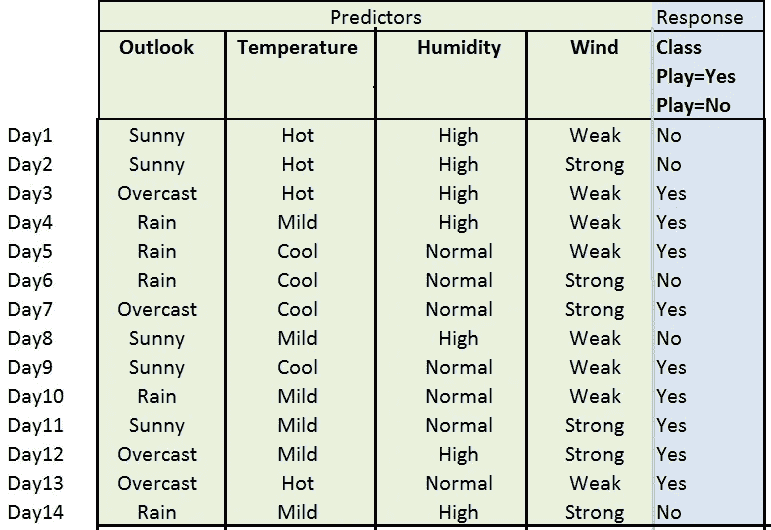 Predictors Response
Outlook Temperature Humidity Wind Class
Play=Yes
Play=No
Day1 Sunny Hot High Weak No
Day2 Sunny Hot High Strong No
Day3 Overcast Hot High Weak Yes
Day4 Rain Mild High Weak Yes
Day5 Rain Cool Normal Weak Yes
Day6 Rain Cool Normal Strong No
Day7 Overcast Cool Normal Strong Yes
Day8 Sunny Mild High Weak No
Day9 Sunny Cool Normal Weak Yes
Day10 Rain Mild Normal Weak Yes
Day11 Sunny Mild Normal Strong Yes
Day12 Overcast Mild High Strong Yes
Day13 Overcast Hot Normal Weak Yes
Day14 Rain Mild High Strong No